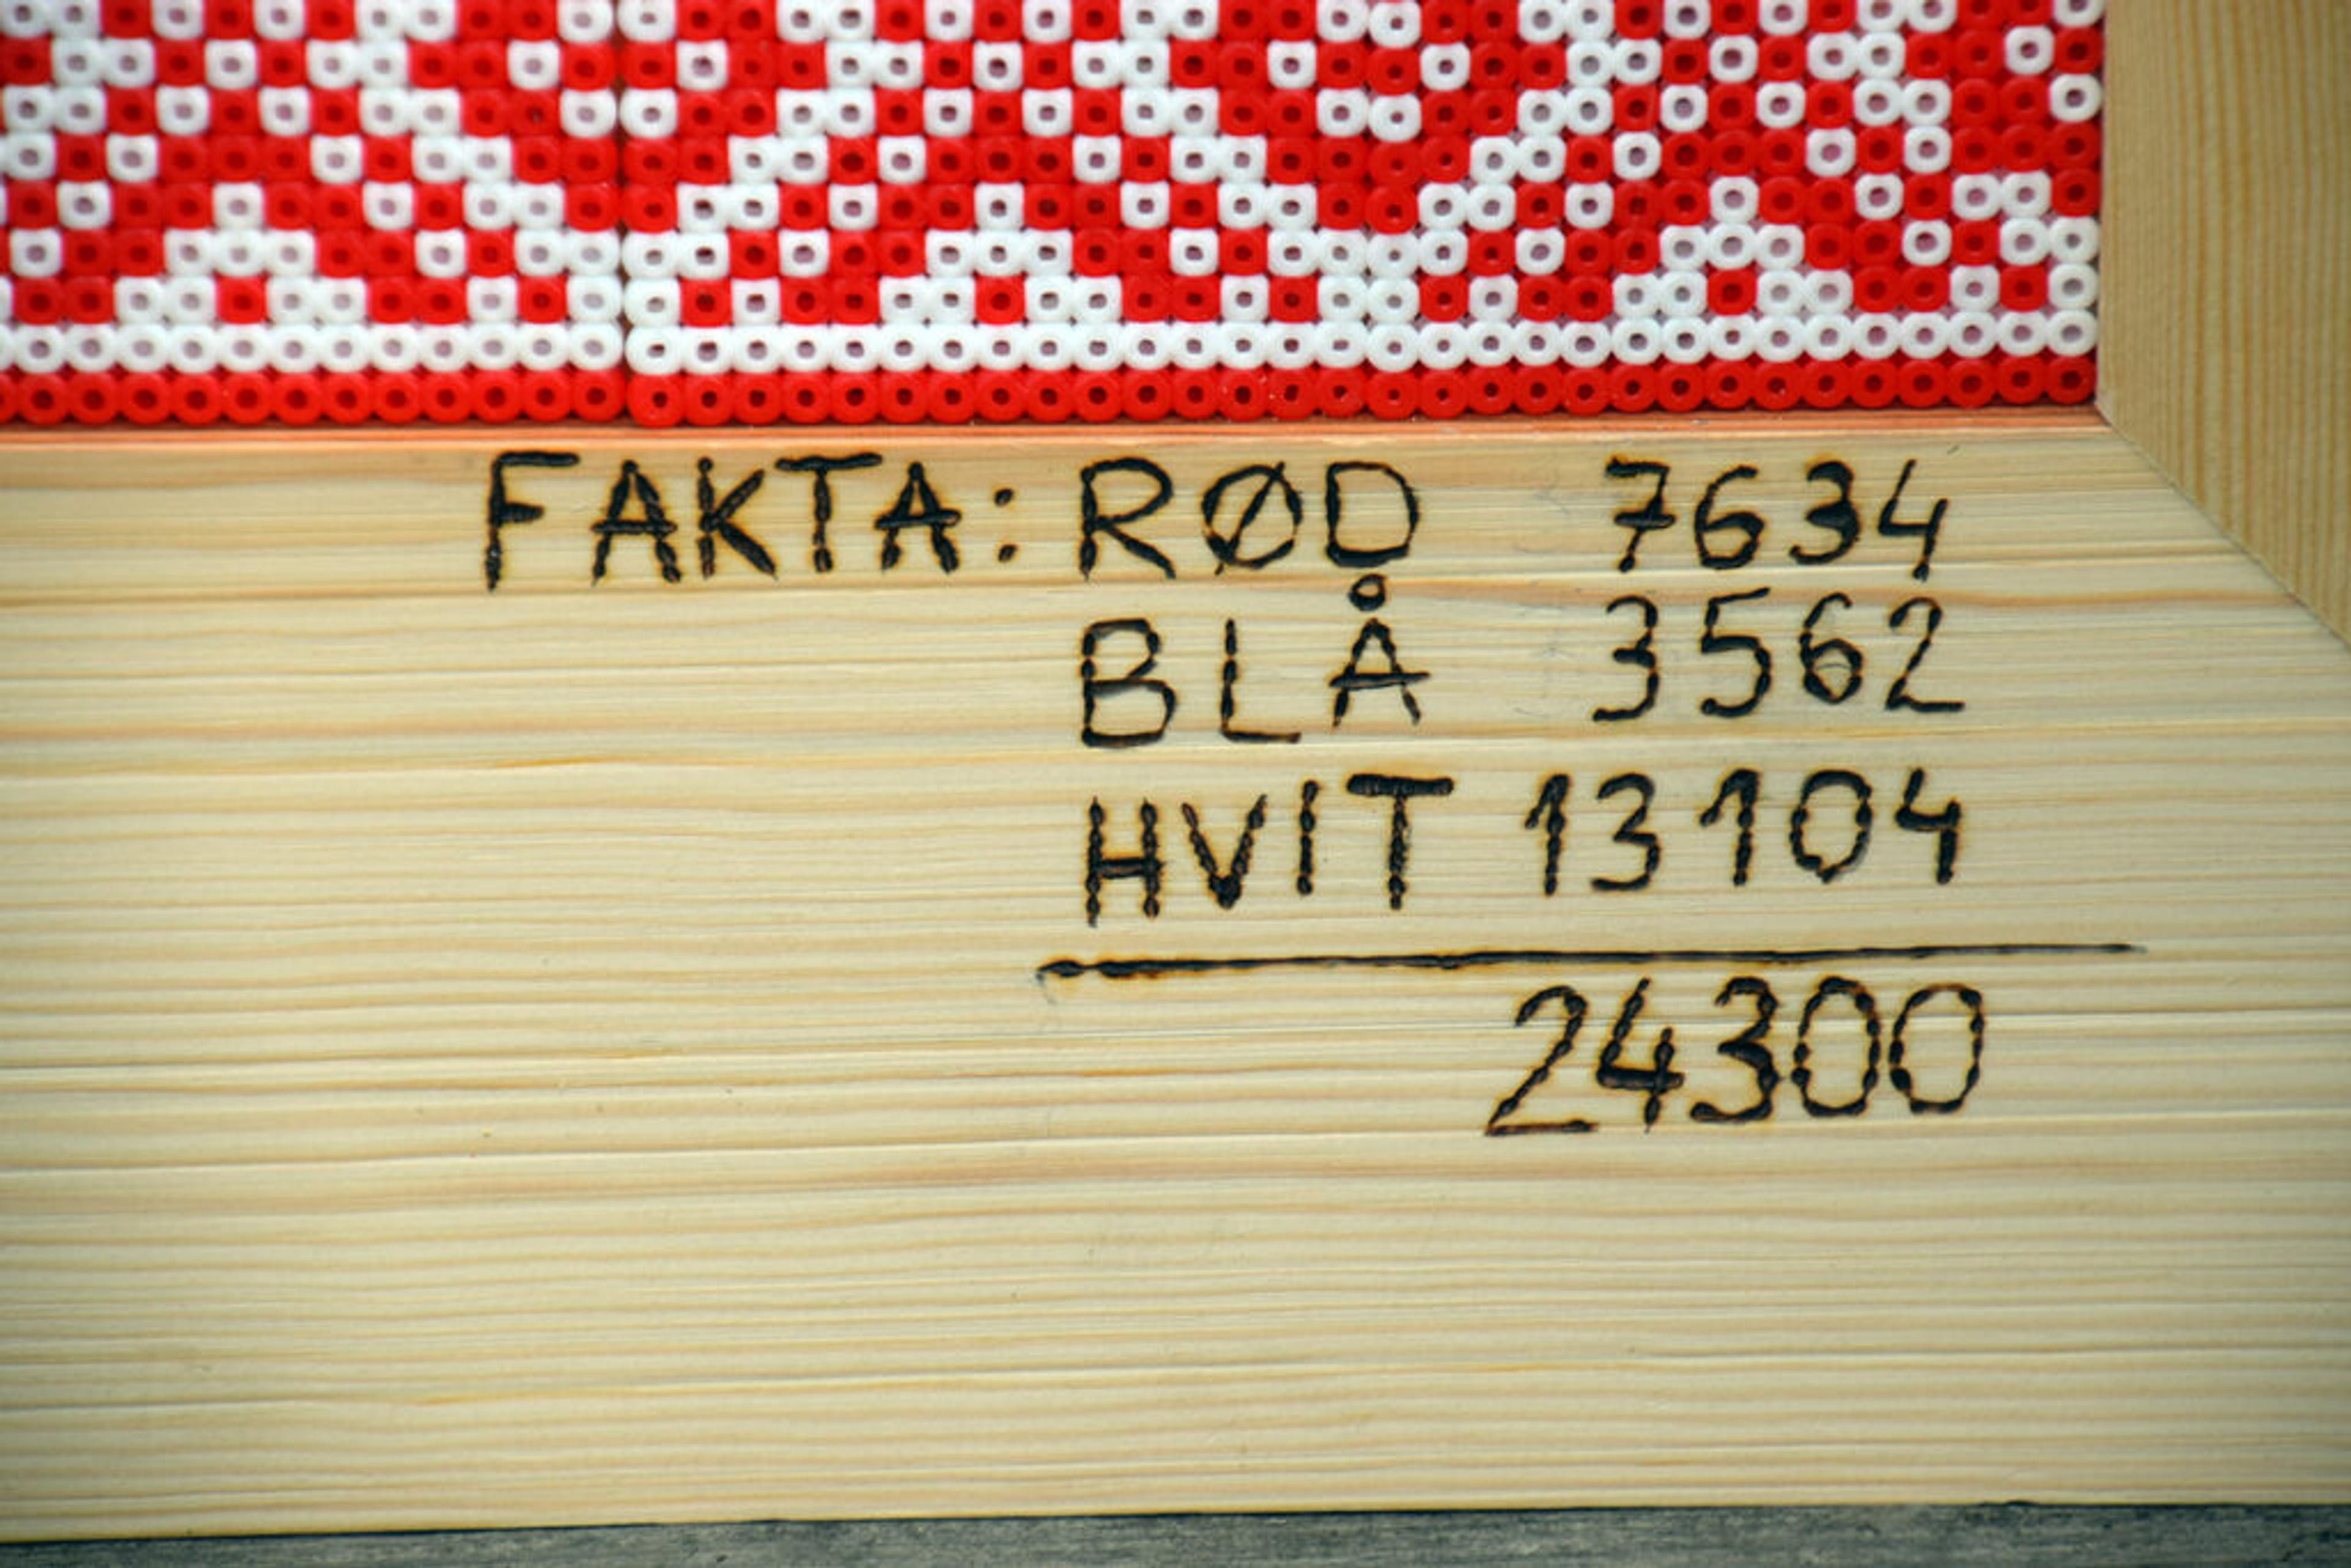 FAKTA: RØD 7634
BLÅ 3562
HVIT 13104
24300